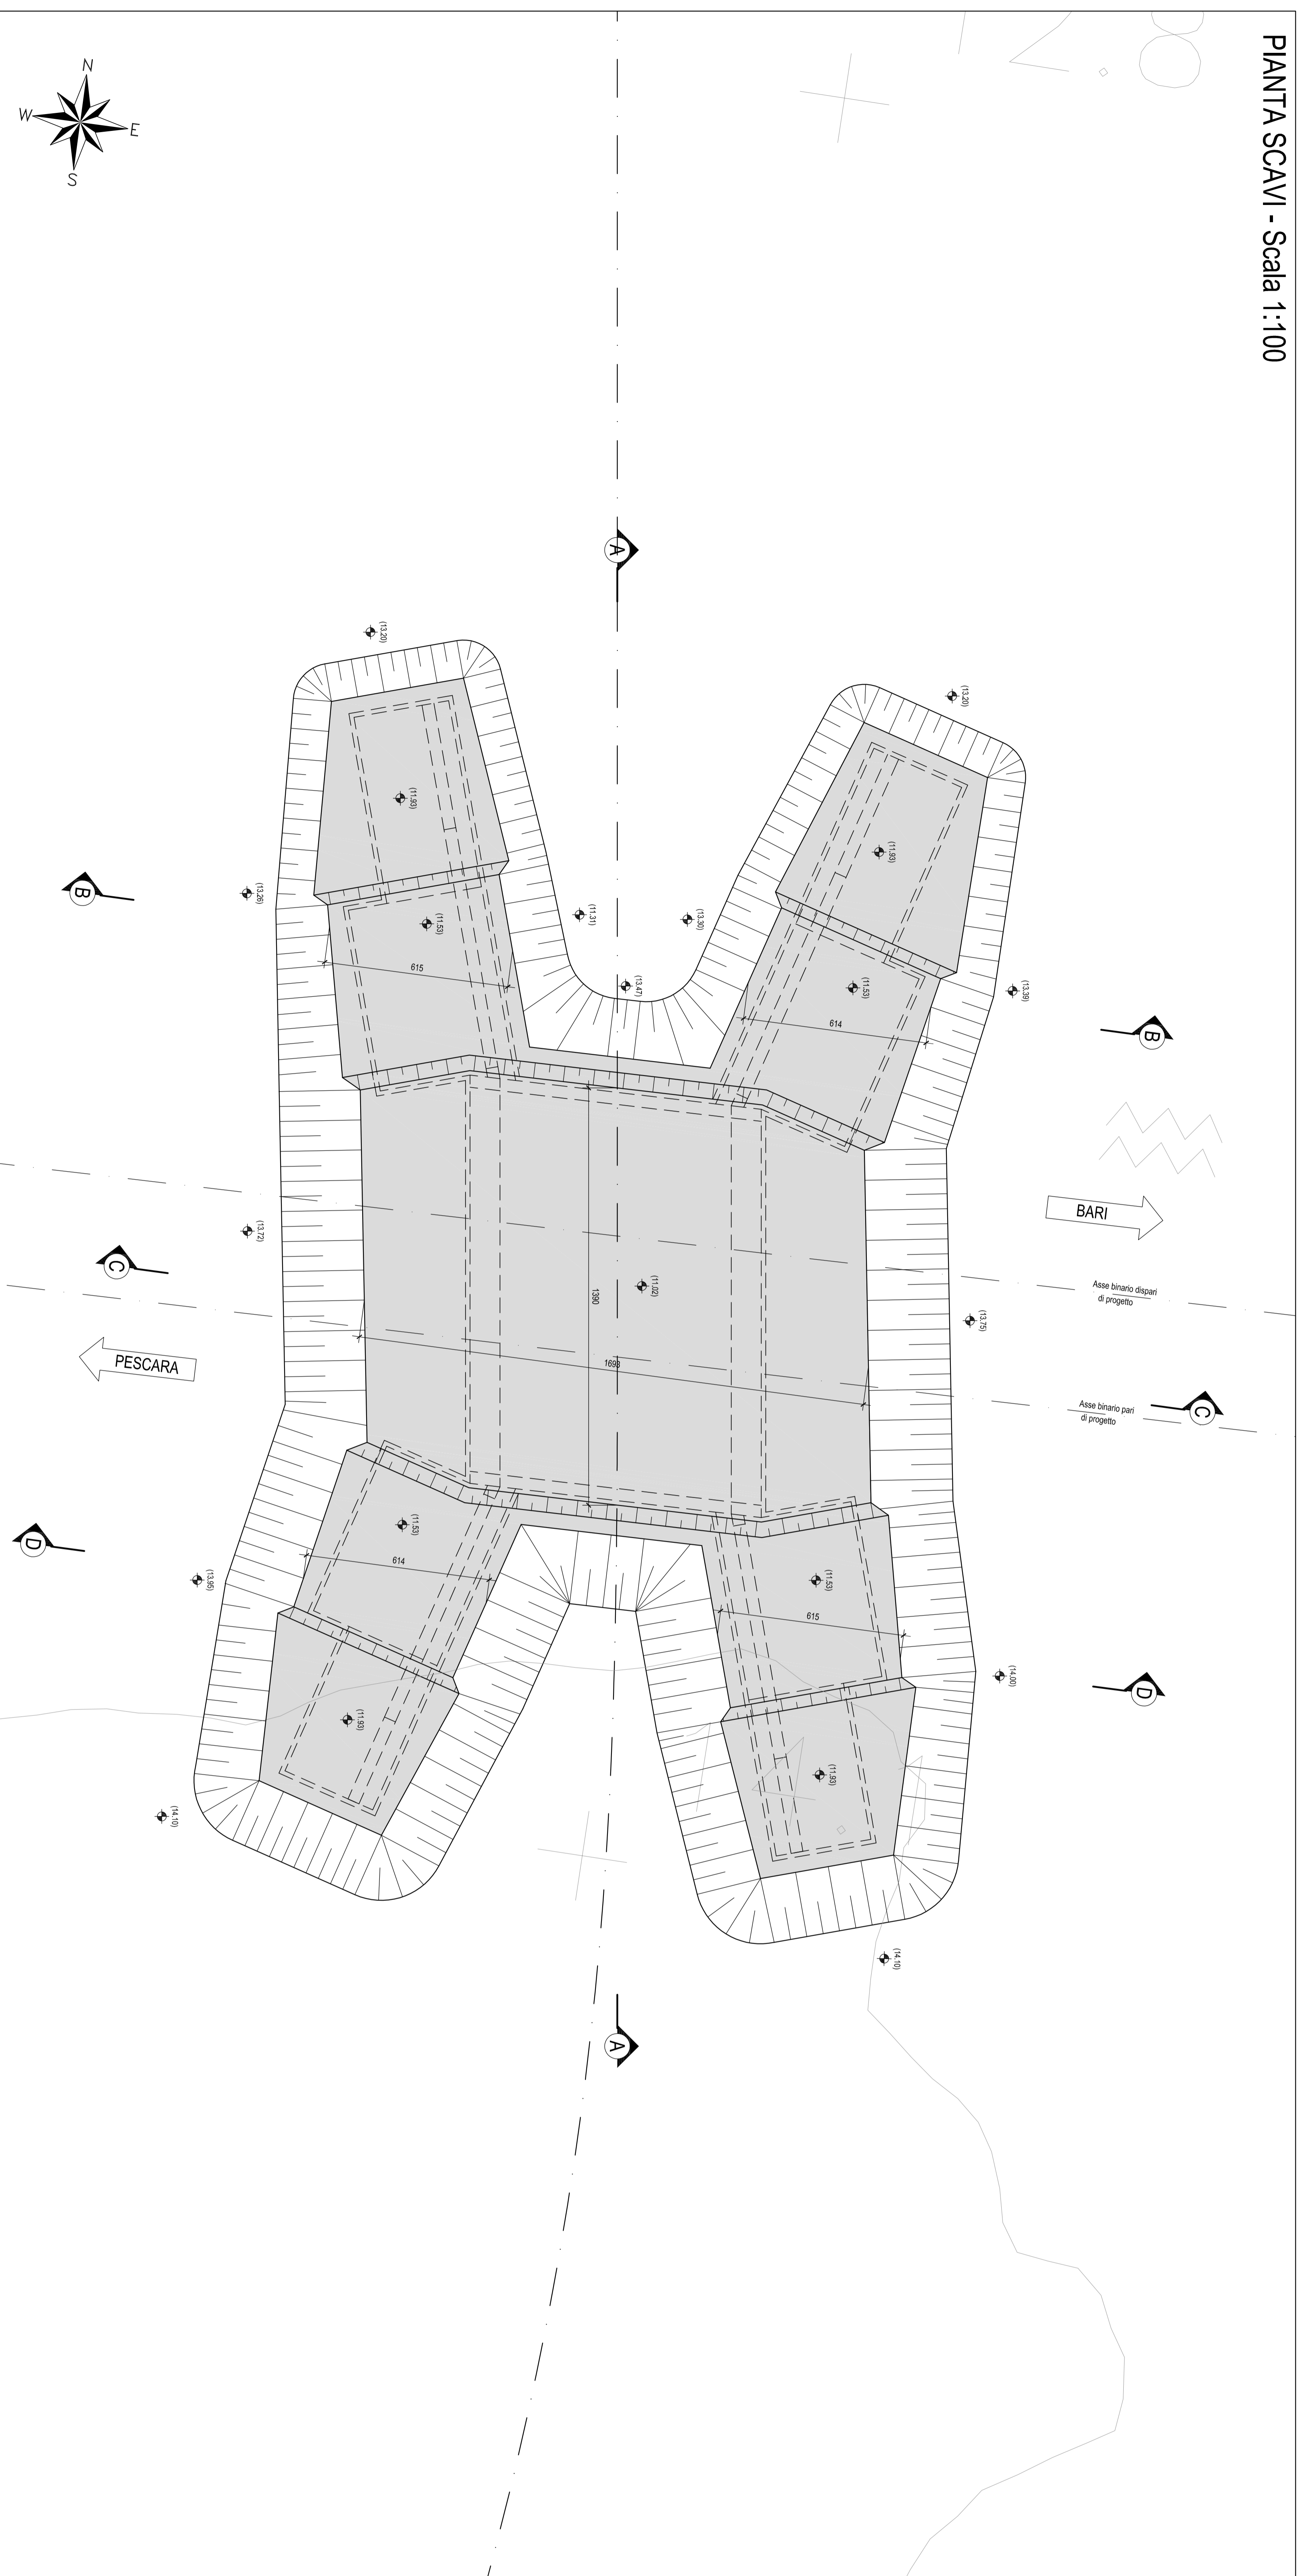 PIANTA SCAVI - Scala 1:100
N
W
E
S
A
(13.20)
(13.20)
(11.93)
(11.93)
B
(13.26)
(11.53)
(11.31)
(13.30)
(13.47)
(11.53)
(13.39)
B
615
614
BARI
(13.72)
C
(11.02)
1390
Asse binario dispari
di progetto
(13.75)
PESCARA
1693
Asse binario pari
di progetto
C
D
(11.53)
614
(13.95)
(11.53)
615
(14.00)
D
(11.93)
(11.93)
(14.10)
(14.10)
A